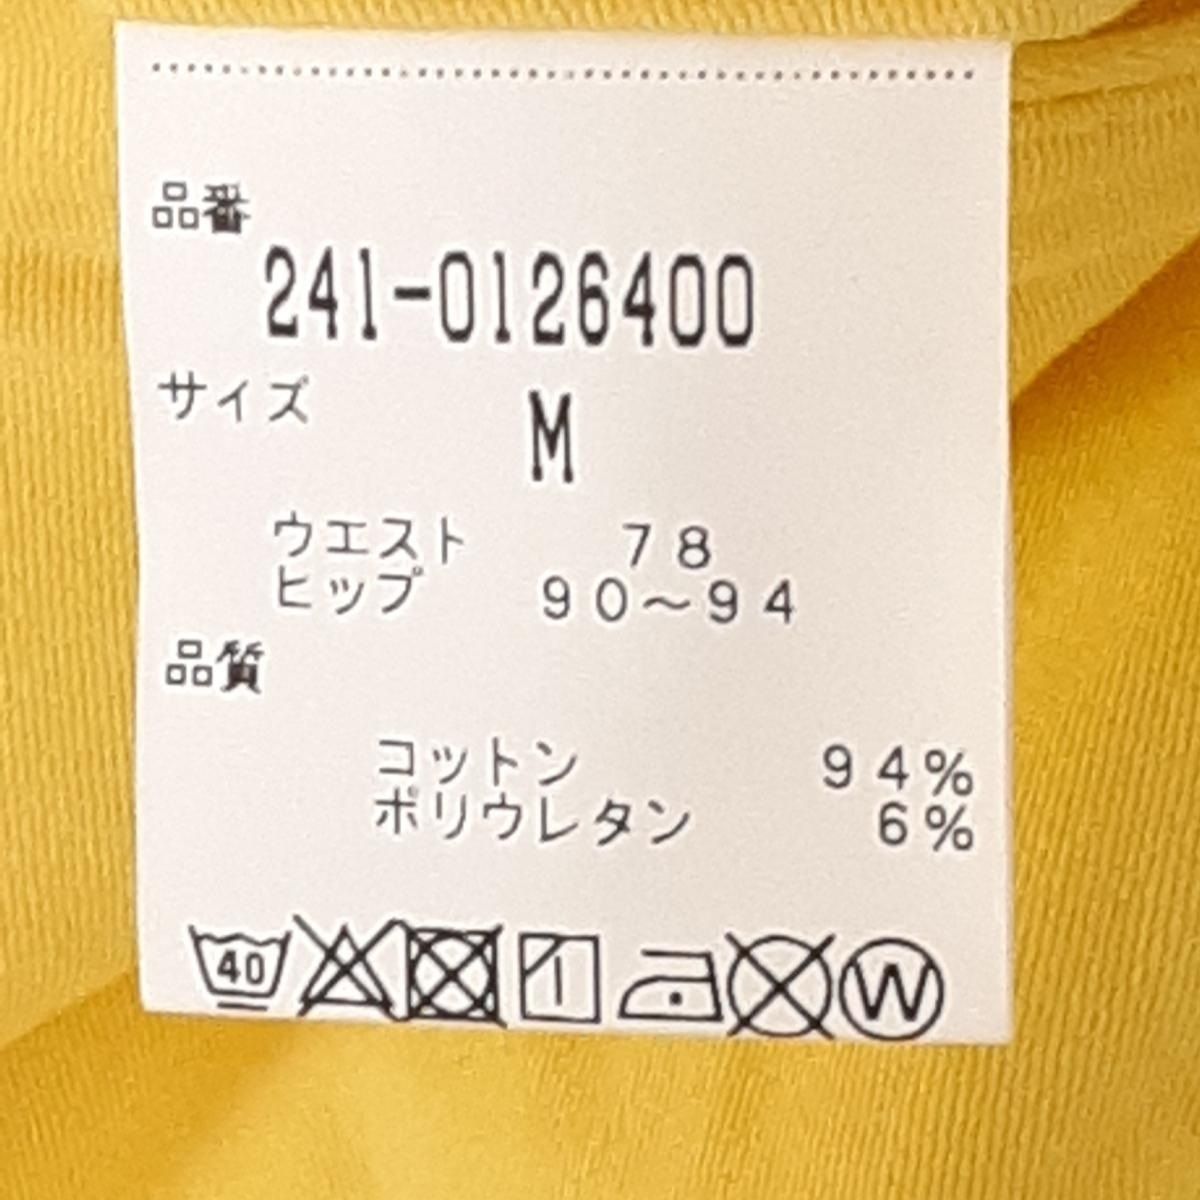 品番
241-0126400
サイズ
M
ウエスト 78
ヒップ 90～94
品質
コットン 94%
ポリウレタン 6%
40 W